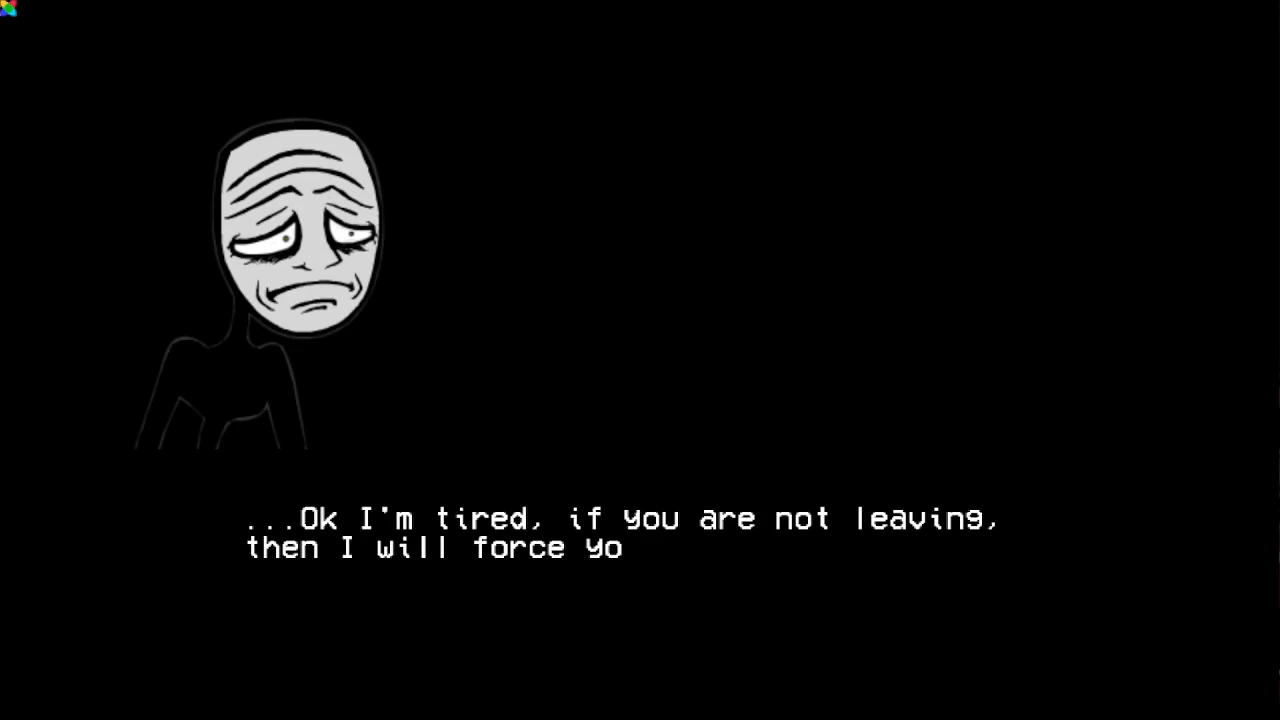 ...Ok I'm tired, if you are not leaving,
then I will force yo